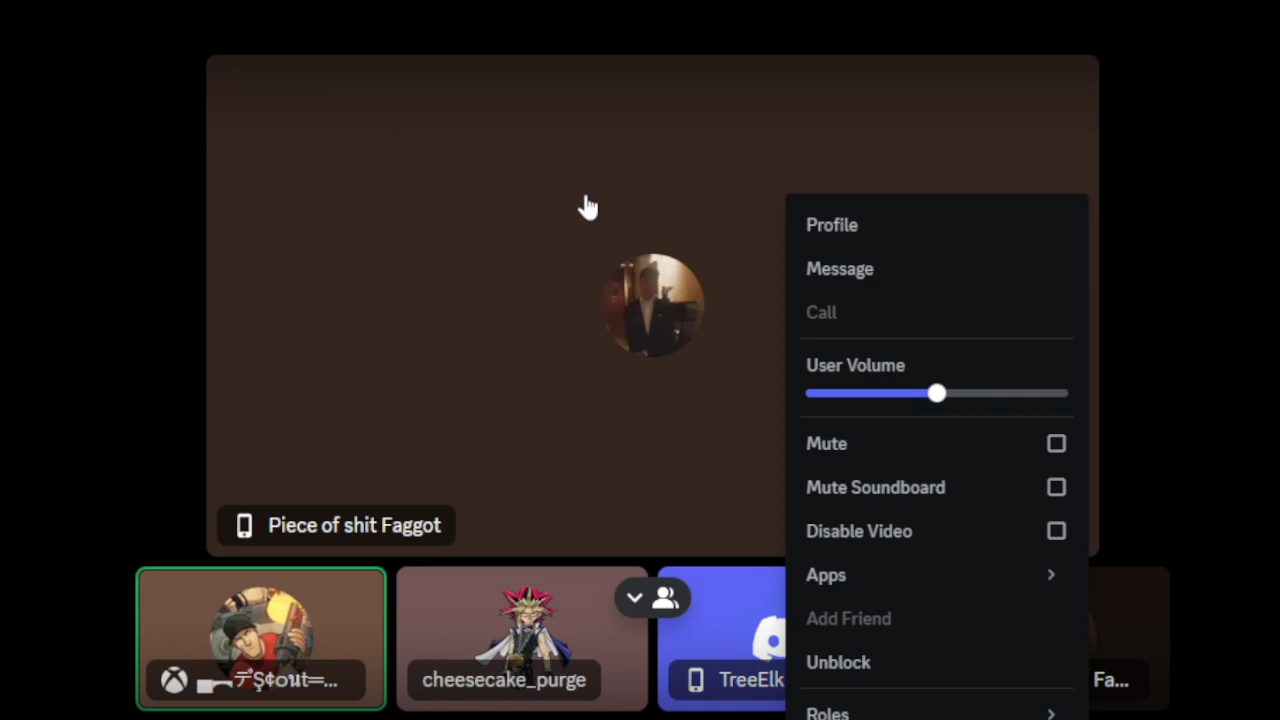 Profile
Message
Call
User Volume
Mute
Mute Soundboard
Disable Video
Apps
Add Friend
Unblock
Roles
Piece of shit Faggot
cheesecake_purge
TreeElk
Fa...